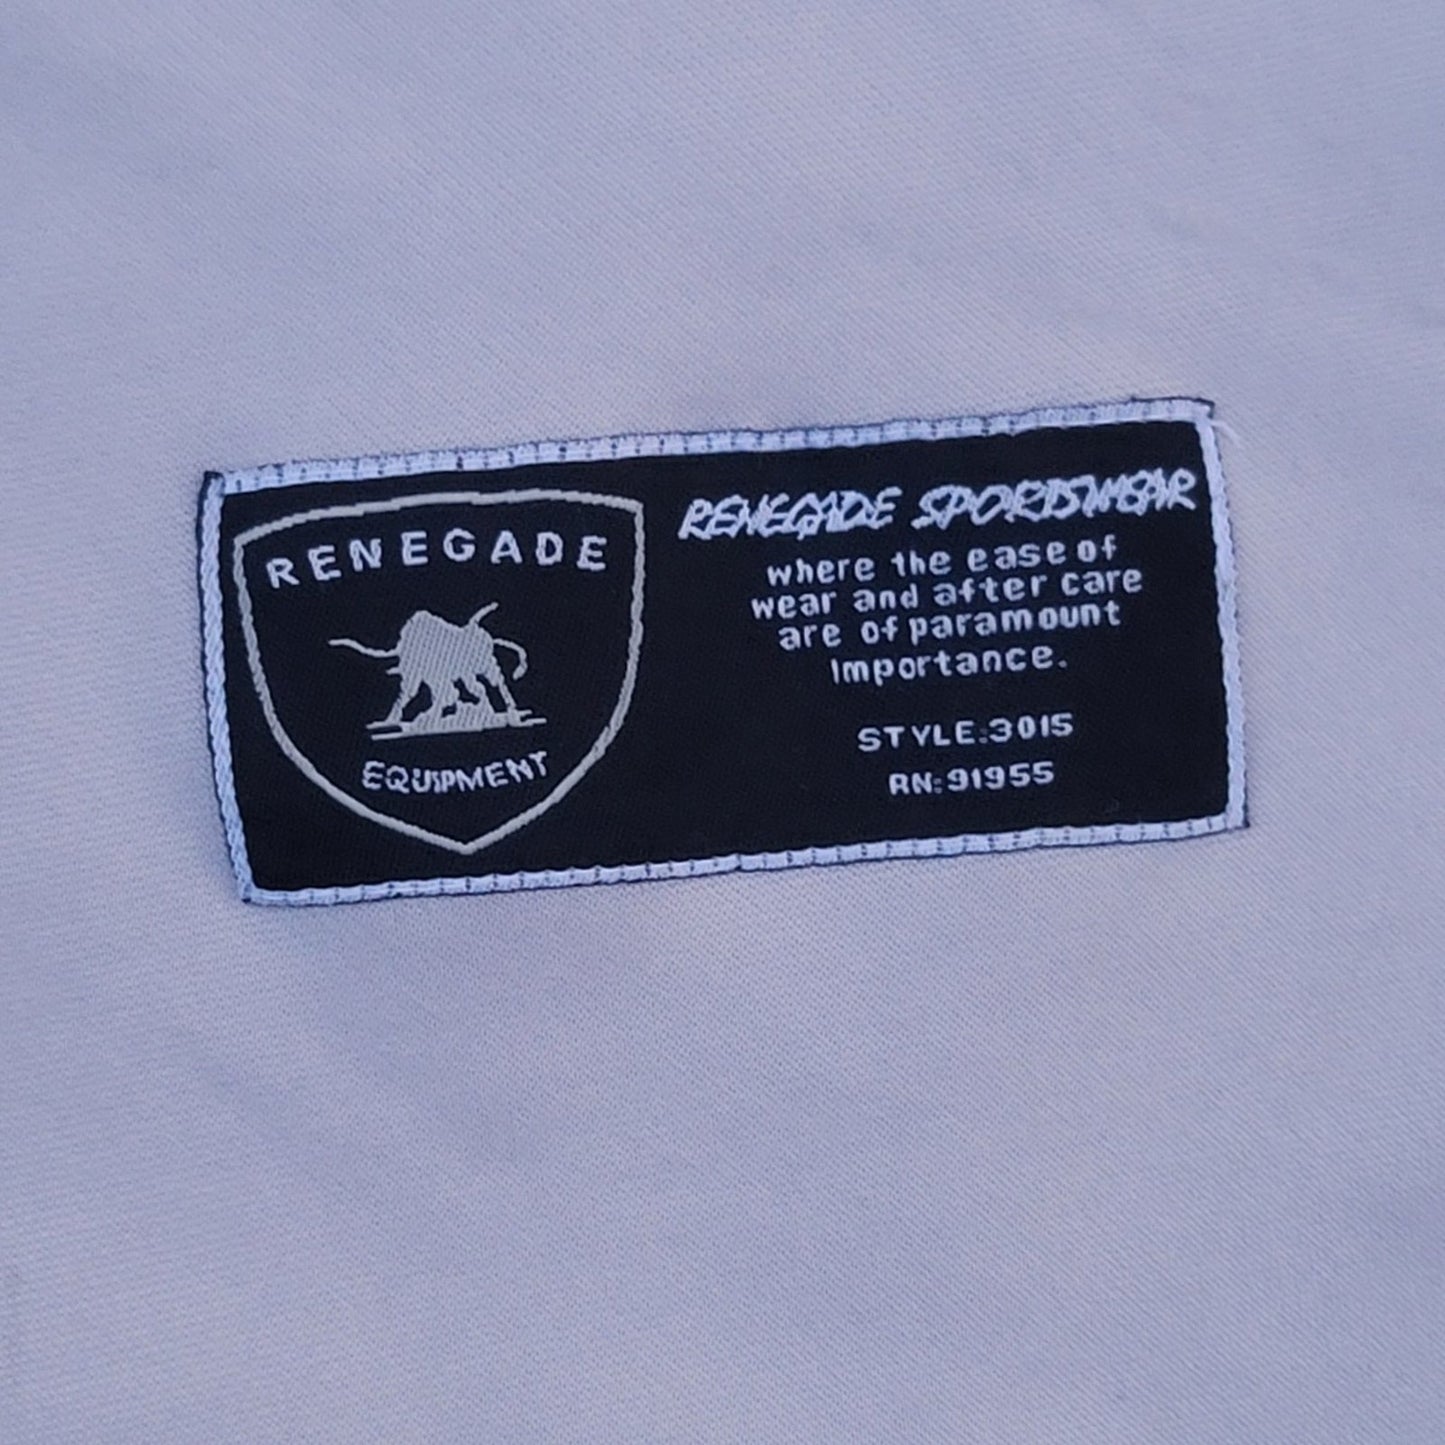 RENEGADE
EQUIPMENT
RENEGADE SPORTSWEAR
where the ease of
wear and after care
are of paramount
importance.
STYLE:3015
RN:91955